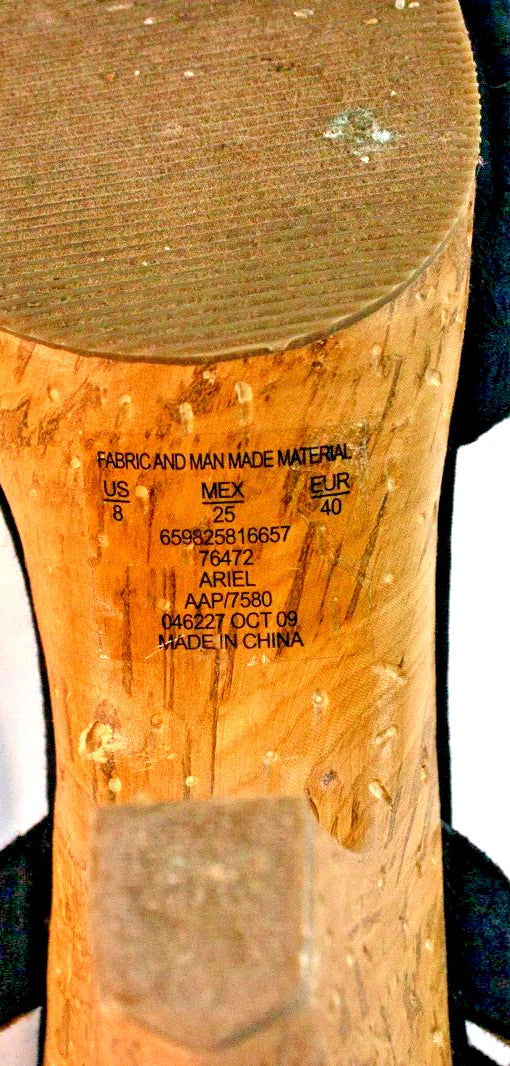 FABRIC AND MAN MADE MATERIAL
US MEX EUR
8 25 40
659825816657
76472
ARIEL
AAP/7580
046227 OCT 09
MADE IN CHINA